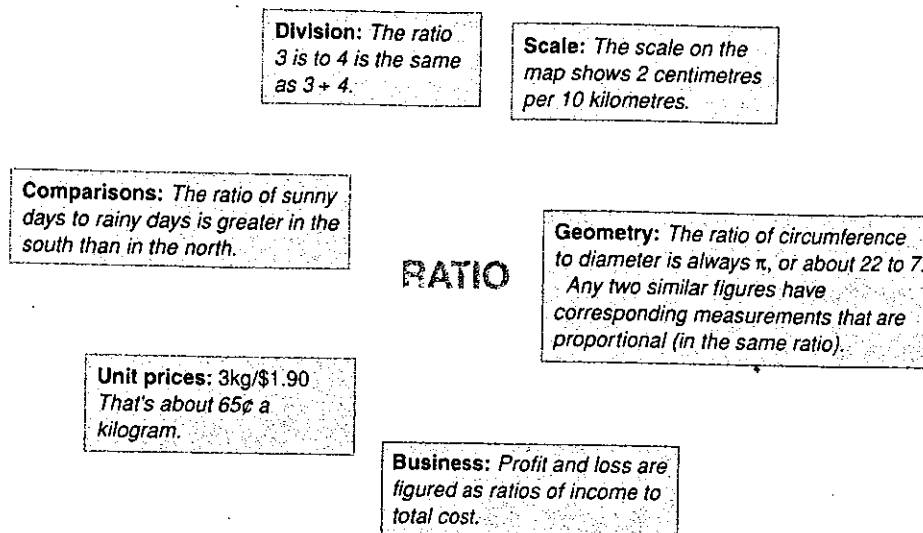 Division: The ratio
3 is to 4 is the same
as 3 ÷ 4.
Scale: The scale on the
map shows 2 centimetres
per 10 kilometres.
Comparisons: The ratio of sunny
days to rainy days is greater in the
south than in the north.
RATIO
Geometry: The ratio of circumference
to diameter is always π, or about 22 to 7.
Any two similar figures have
corresponding measurements that are
proportional (in the same ratio).
Unit prices: 3kg/$1.90
That's about 65¢ a
kilogram.
Business: Profit and loss are
figured as ratios of income to
total cost.